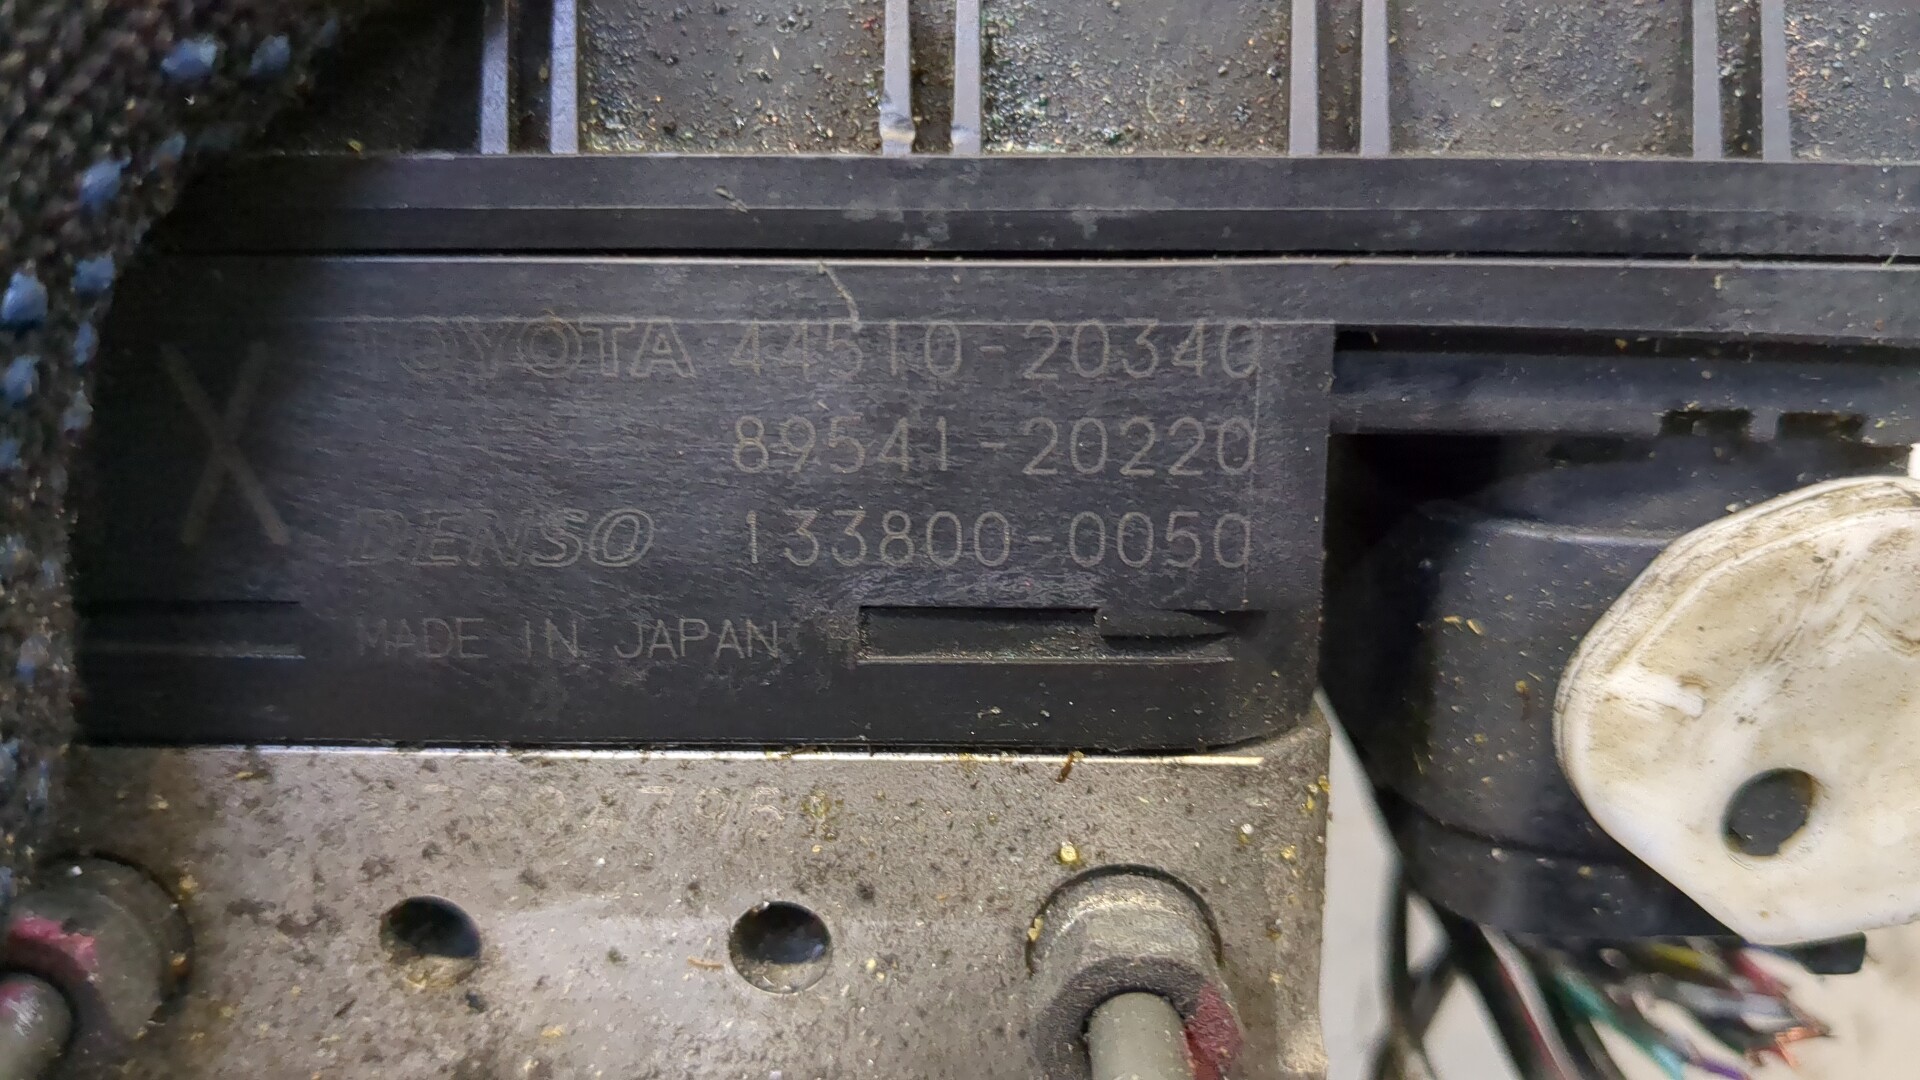 X
TOYOTA 44510-20340
89541-20220
DENSO 133800-0050
MADE IN JAPAN